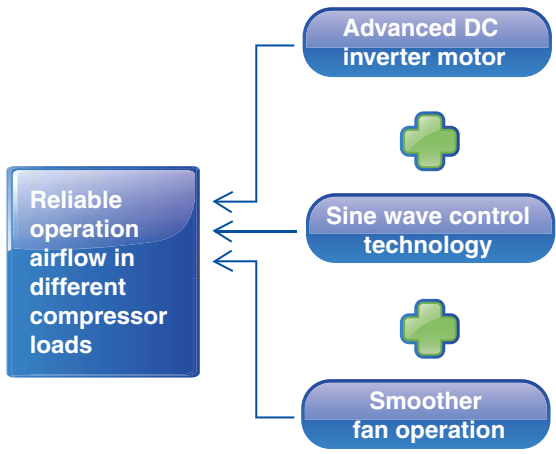 Advanced DC
inverter motor
Reliable
operation
airflow in
different
compressor
loads
Sine wave control
technology
Smoother
fan operation